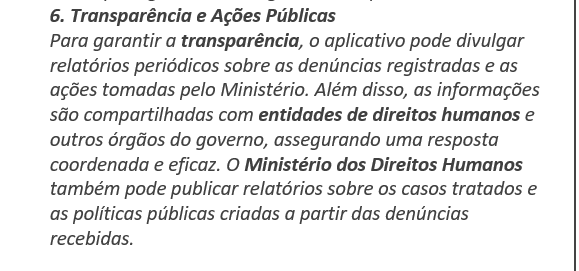 6. Transparência e Ações Públicas
Para garantir a transparência, o aplicativo pode divulgar
relatórios periódicos sobre as denúncias registradas e as
ações tomadas pelo Ministério. Além disso, as informações
são compartilhadas com entidades de direitos humanos e
outros órgãos do governo, assegurando uma resposta
coordenada e eficaz. O Ministério dos Direitos Humanos
também pode publicar relatórios sobre os casos tratados e
as políticas públicas criadas a partir das denúncias
recebidas.